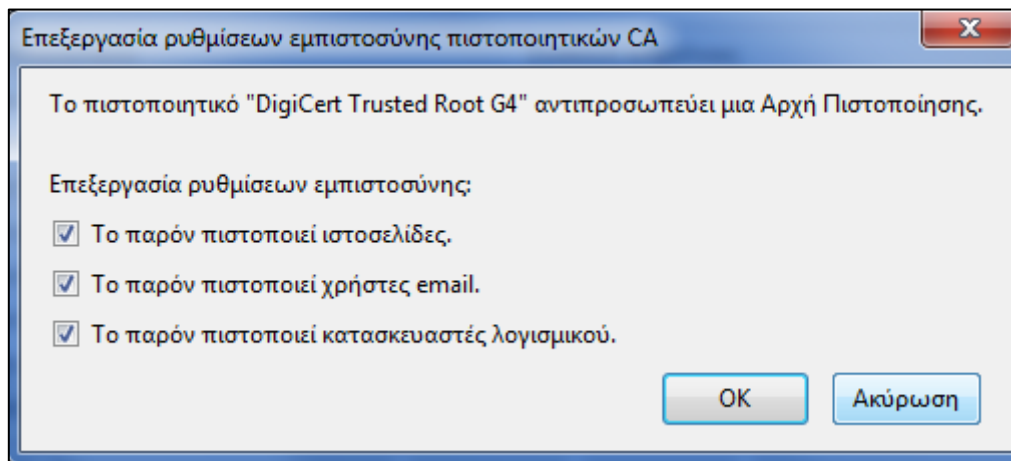 Επεξεργασία ρυθμίσεων εμπιστοσύνης πιστοποιητικών CA
Το πιστοποιητικό "DigiCert Trusted Root G4" αντιπροσωπεύει μια Αρχή Πιστοποίησης.
Επεξεργασία ρυθμίσεων εμπιστοσύνης:
Το παρόν πιστοποιεί ιστοσελίδες.
Το παρόν πιστοποιεί χρήστες email.
Το παρόν πιστοποιεί κατασκευαστές λογισμικού.
OK
Ακύρωση